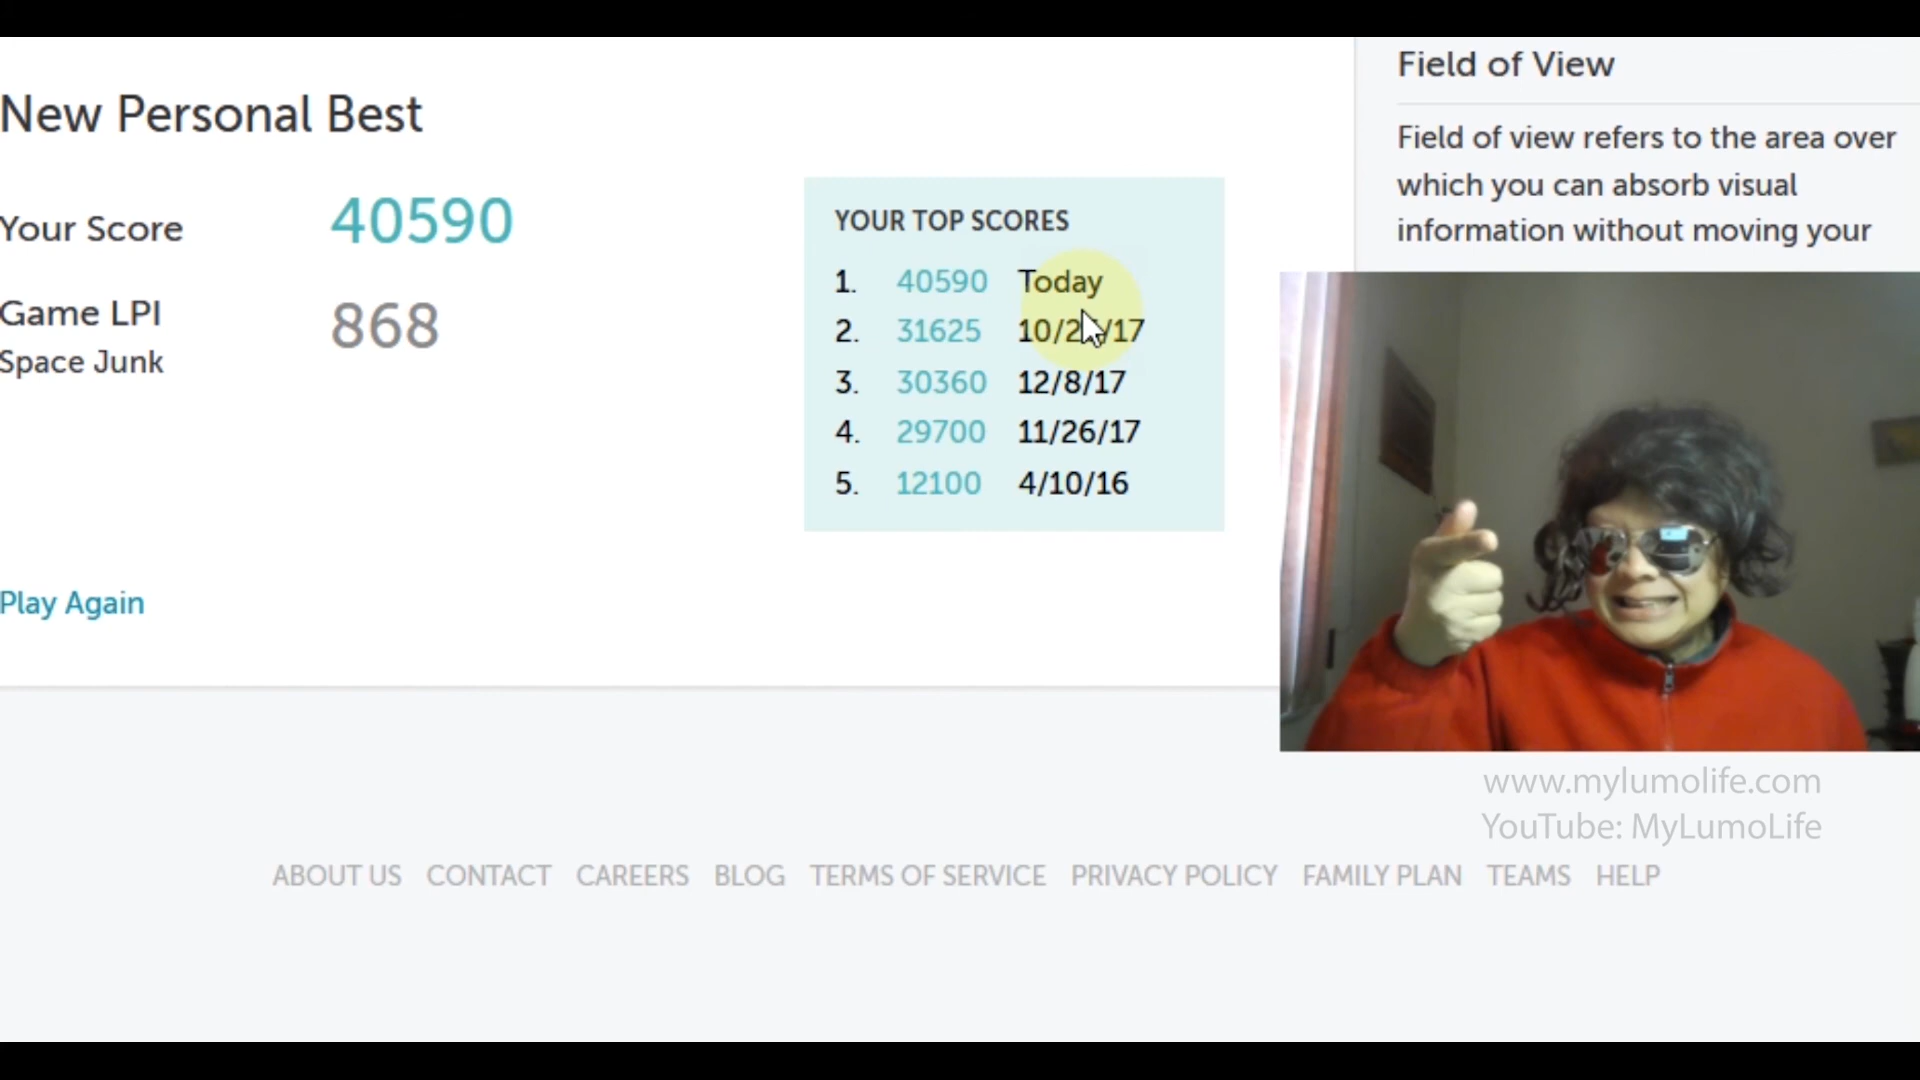 New Personal Best
Your Score 40590
Game LPI 868
Space Junk
YOUR TOP SCORES
1. 40590 Today
2. 31625
3. 30360 12/8/17
4. 29700 11/26/17
5. 12100 4/10/16
Play Again
Field of View
Field of view refers to the area over
which you can absorb visual
information without moving your
www.mylumolife.com
YouTube: MyLumoLife
ABOUT US CONTACT CAREERS BLOG TERMS OF SERVICE PRIVACY POLICY FAMILY PLAN TEAMS HELP